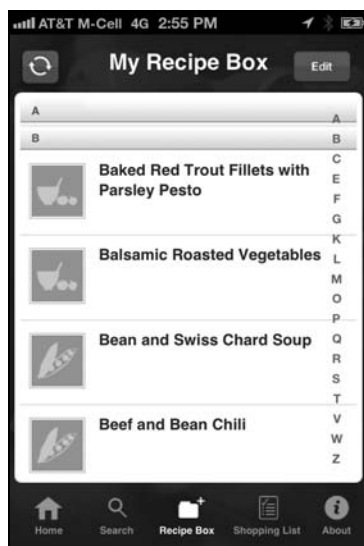 AT&T M-Cell 4G 2:55 PM
My Recipe Box
Edit
A
B
Baked Red Trout Fillets with
Parsley Pesto
Balsamic Roasted Vegetables
Bean and Swiss Chard Soup
Beef and Bean Chili
A
B
C
E
F
G
K
L
M
O
P
Q
R
S
T
V
W
Z
Home
Search
Recipe Box
Shopping List
About